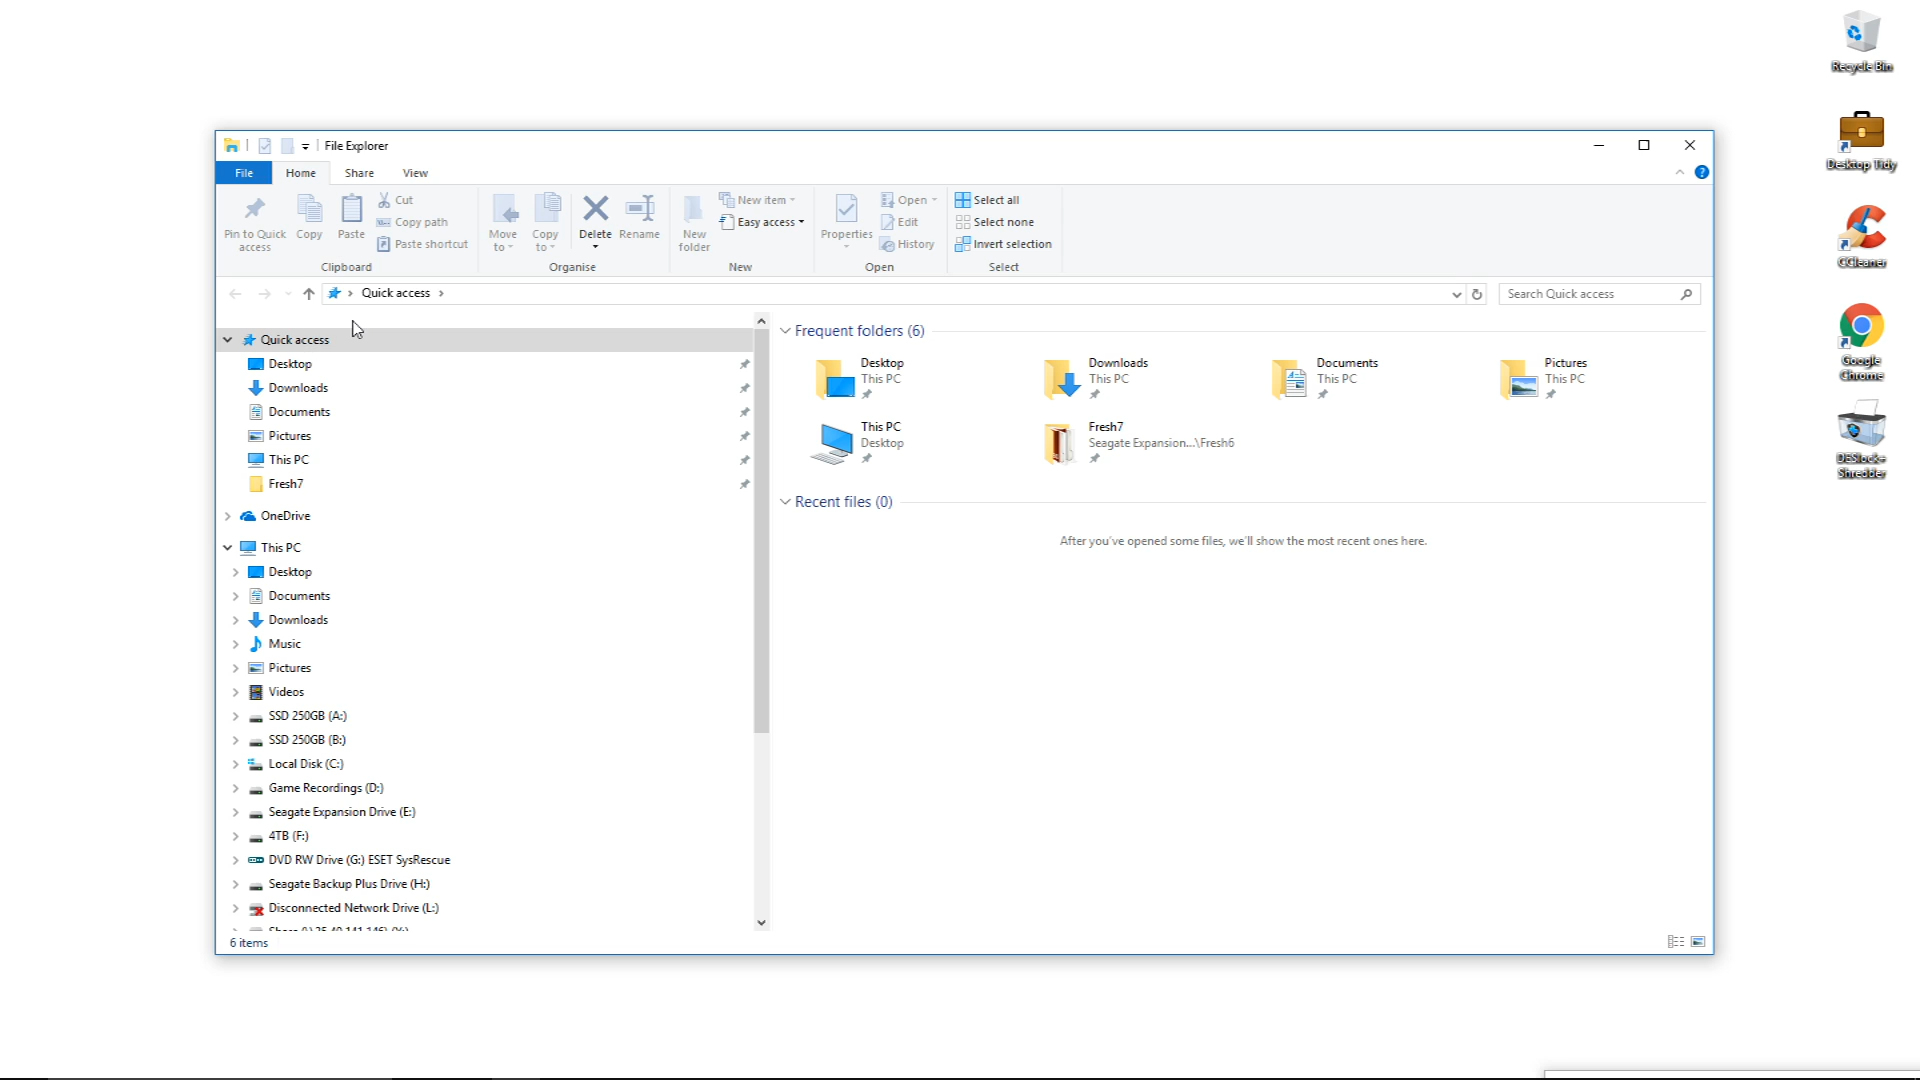 File Explorer
File
Home
Share
View
Pin to Quick
access
Copy
Paste
Cut
Copy path
Paste shortcut
Clipboard
Move
to
Copy
to
Delete
Rename
Organise
New
folder
New item
Easy access
New
Properties
Open
Edit
History
Open
Select all
Select none
Invert selection
Select
Quick access
Search Quick access
Quick access
Desktop
Downloads
Documents
Pictures
This PC
Fresh7
OneDrive
This PC
Desktop
Documents
Downloads
Music
Pictures
Videos
SSD 250GB (A:)
SSD 250GB (B:)
Local Disk (C:)
Game Recordings (D:)
Seagate Expansion Drive (E:)
4TB (F:)
DVD RW Drive (G:) ESET SysRescue
Seagate Backup Plus Drive (H:)
Disconnected Network Drive (L:)
6 items
Frequent folders (6)
Desktop
This PC
Downloads
This PC
Documents
This PC
Pictures
This PC
This PC
Desktop
Fresh7
Seagate Expansion...\Fresh6
Recent files (0)
After you've opened some files, we'll show the most recent ones here.
Recycle Bin
Desktop Tidy
CCleaner
Google
Chrome
DESlock+
Shredder